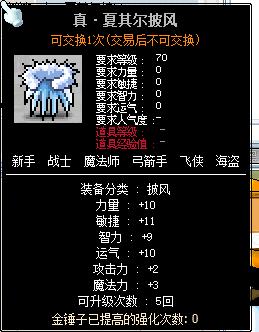 真·夏其尔披风
可交换1次(交易后不可交换)
要求等级: 70
要求力量: 0
要求敏捷: 0
要求智力: 0
要求运气: 0
要求人气度: -
道具等级: -
道具经验值: -
新手 战士 魔法师 弓箭手 飞侠 海盗
装备分类: 披风
力量: +10
敏捷: +11
智力: +9
运气: +10
攻击力: +2
魔法力: +3
可升级次数: 5回
金锤子已提高的强化次数: 0